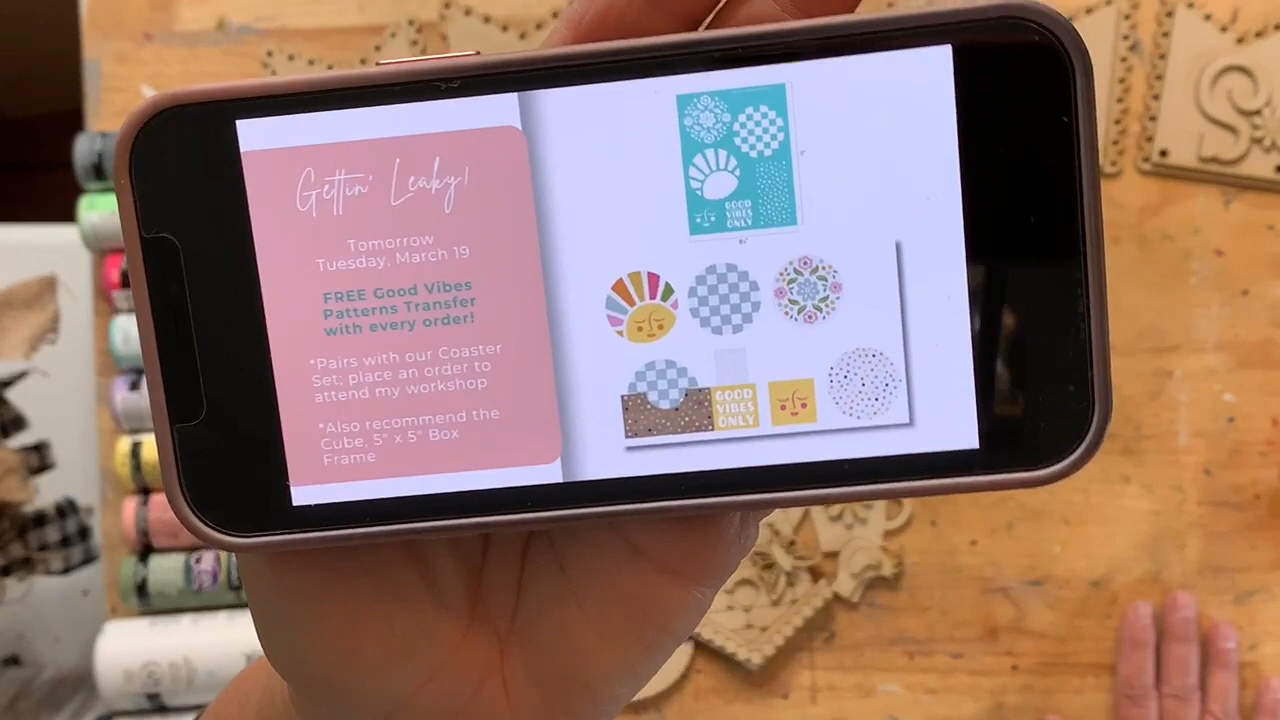 Gettin' Leaky!
Tomorrow
Tuesday, March 19
FREE Good Vibes
Patterns Transfer
with every order!
*Pairs with our Coaster
Set; place an order to
attend my workshop
*Also recommend the
Cube, 5" x 5" Box
Frame
GOOD
VIBES
ONLY
GOOD
VIBES
ONLY
S